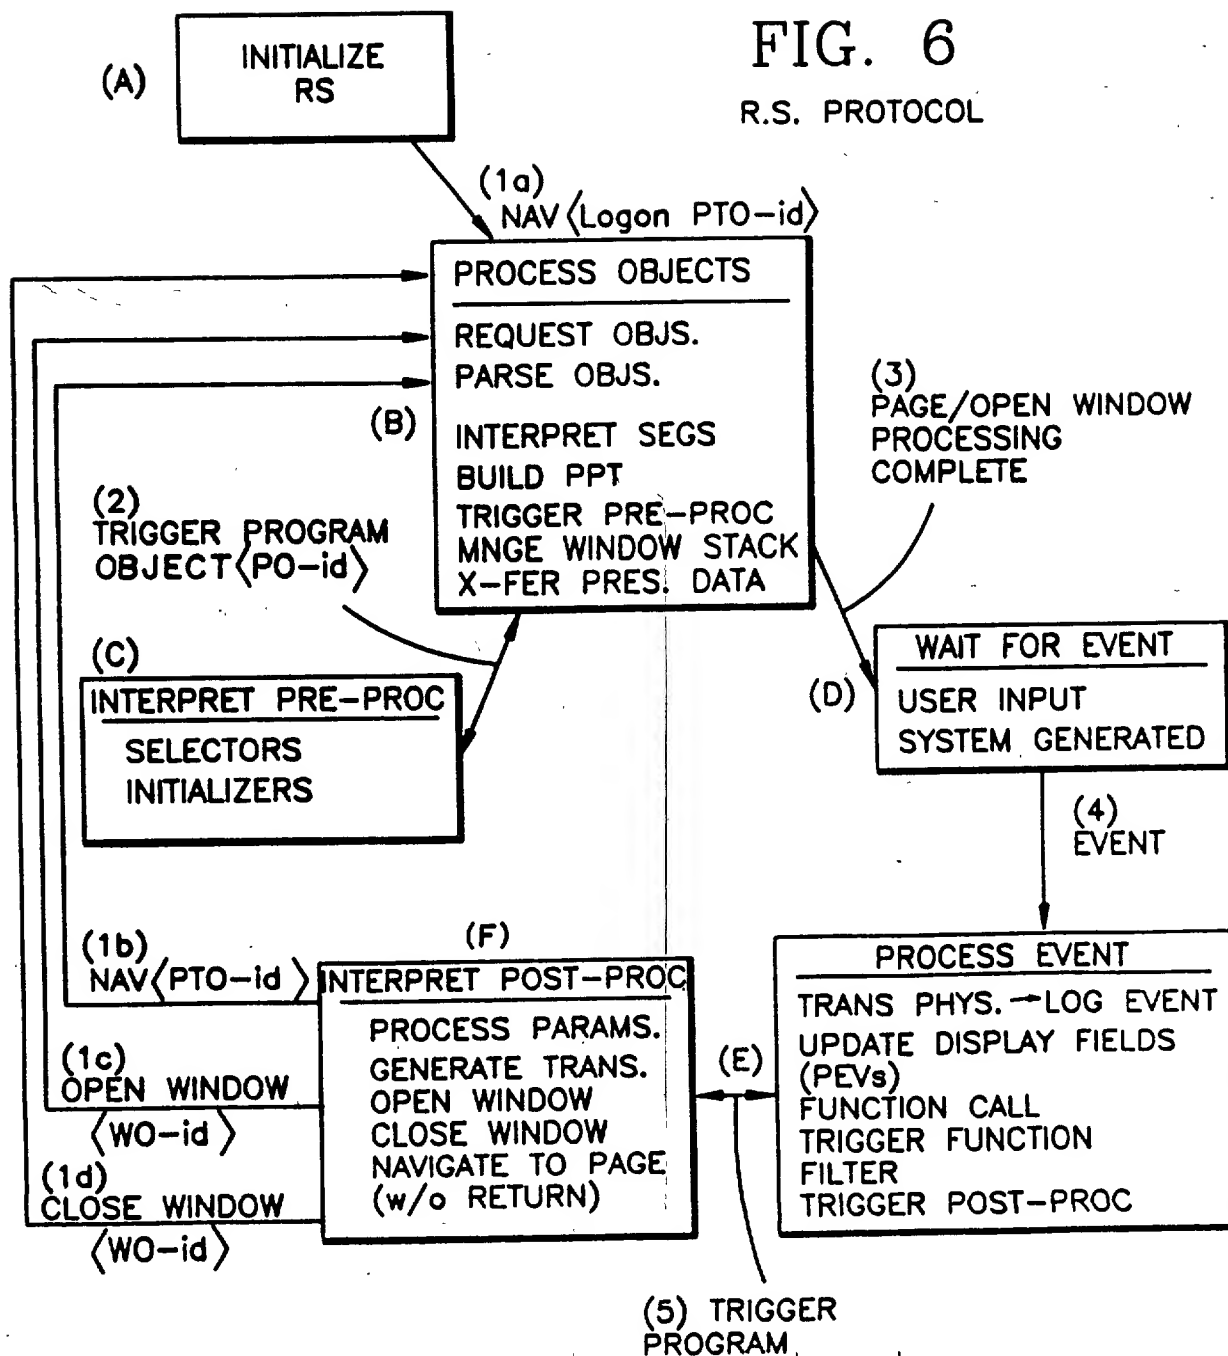 FIG. 6
R.S. PROTOCOL
(A)
INITIALIZE
RS
(1a)
NAV〈Logon PTO-id〉
PROCESS OBJECTS
REQUEST OBJS.
PARSE OBJS.
(B)
INTERPRET SEGS
BUILD PPT
TRIGGER PRE-PROC
MNGE WINDOW STACK
X-FER PRES. DATA
(2)
TRIGGER PROGRAM
OBJECT〈PO-id〉
(3)
PAGE/OPEN WINDOW
PROCESSING
COMPLETE
(C)
INTERPRET PRE-PROC
SELECTORS
INITIALIZERS
(D)
WAIT FOR EVENT
USER INPUT
SYSTEM GENERATED
(4)
EVENT
(1b)
NAV〈PTO-id〉
(1c)
OPEN WINDOW
〈WO-id〉
(1d)
CLOSE WINDOW
〈WO-id〉
(F)
INTERPRET POST-PROC
PROCESS PARAMS.
GENERATE TRANS.
OPEN WINDOW
CLOSE WINDOW
NAVIGATE TO PAGE
(w/o RETURN)
(E)
PROCESS EVENT
TRANS PHYS.→LOG EVENT
UPDATE DISPLAY FIELDS
(PEVs)
FUNCTION CALL
TRIGGER FUNCTION
FILTER
TRIGGER POST-PROC
(5) TRIGGER
PROGRAM